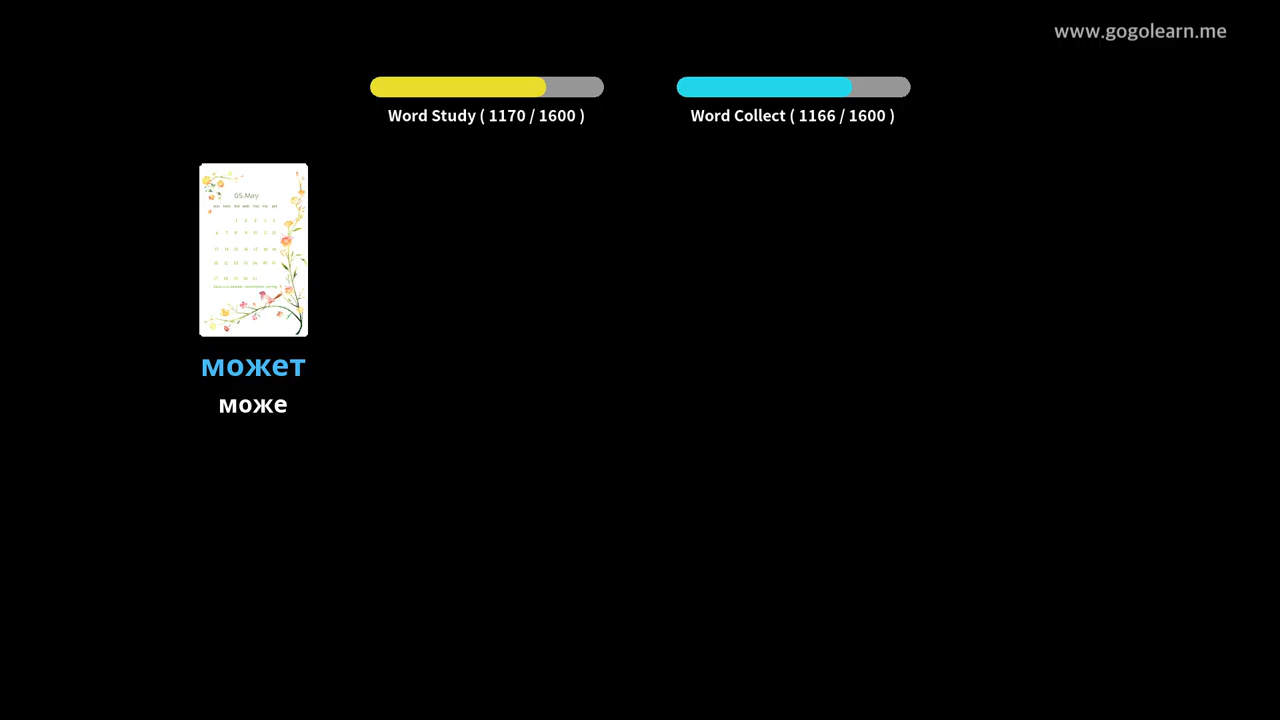 www.gogolearn.me
Word Study ( 1170 / 1600 )
Word Collect ( 1166 / 1600 )
05.May
может
може